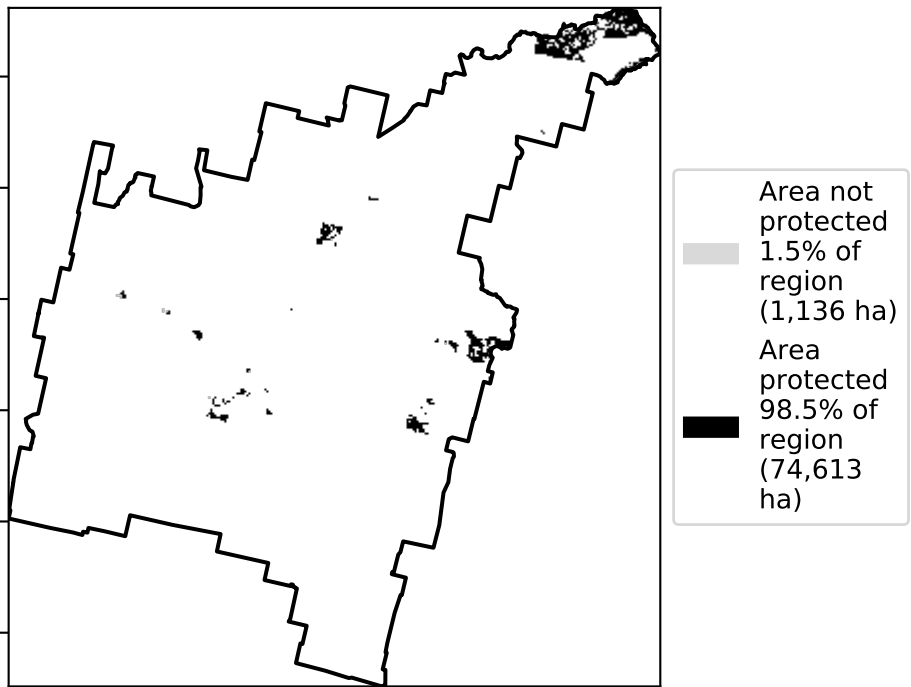 Area not
protected
1.5% of
region
(1,136 ha)
Area
protected
98.5% of
region
(74,613
ha)